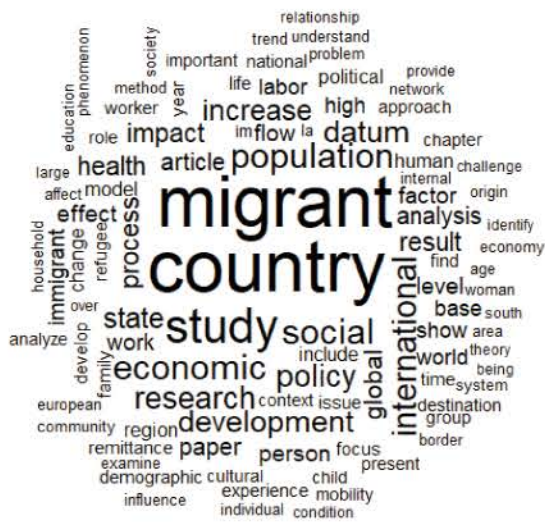 relationship
trend understand
society important national problem
phenomenon method life labor political provide
education worker year increase high network approach
role impact im flow la datum chapter
large health article population human challenge
internal
affect model migrant factor origin
effect analysis identify
household immigrant change refugee process country result economy
find age
over level woman
state study social international base south
analyze develop work show area
include world theory
family economic policy global being
time system
european research context issue destination
community region development group
remittance paper person focus border
examine present
demographic cultural child
influence experience mobility
individual condition